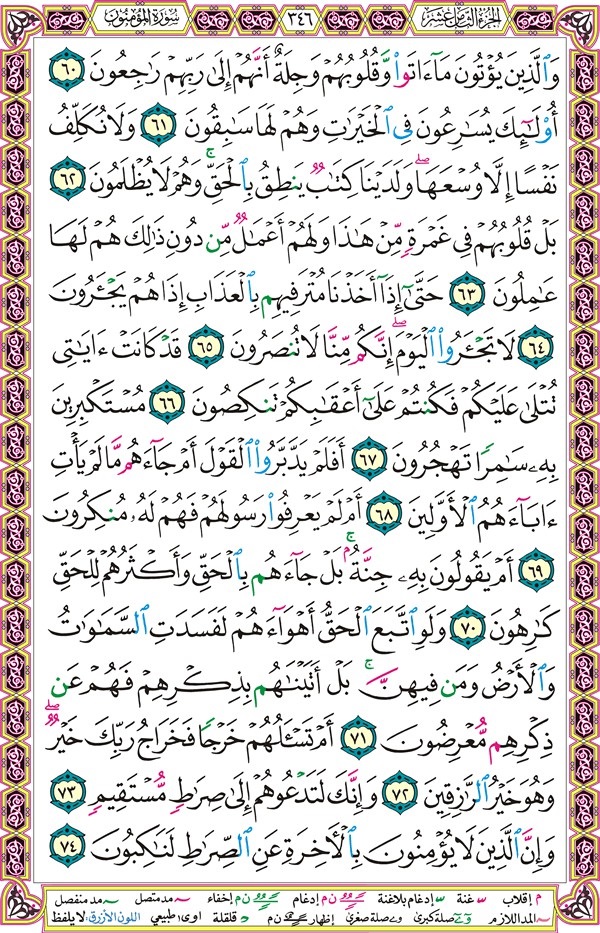 الجزء الثامن عشر ٣٤٦ سورة المؤمنون
وَٱلَّذِينَ يُؤْتُونَ مَآ ءَاتَوا۟ وَّقُلُوبُهُمْ وَجِلَةٌ أَنَّهُمْ إِلَىٰ رَبِّهِمْ رَٰجِعُونَ ٦٠
أُو۟لَـٰٓئِكَ يُسَـٰرِعُونَ فِى ٱلْخَيْرَٰتِ وَهُمْ لَهَا سَـٰبِقُونَ ٦١ وَلَا نُكَلِّفُ
نَفْسًا إِلَّا وُسْعَهَا ۖ وَلَدَيْنَا كِتَـٰبٌ يَنطِقُ بِٱلْحَقِّ ۚ وَهُمْ لَا يُظْلَمُونَ ٦٢
بَلْ قُلُوبُهُمْ فِى غَمْرَةٍ مِّنْ هَـٰذَا وَلَهُمْ أَعْمَـٰلٌ مِّن دُونِ ذَٰلِكَ هُمْ لَهَا
عَـٰمِلُونَ ٦٣ حَتَّىٰٓ إِذَآ أَخَذْنَا مُتْرَفِيهِم بِٱلْعَذَابِ إِذَا هُمْ يَجْـَٔرُونَ
٦٤ لَا تَجْـَٔرُوا۟ ٱلْيَوْمَ ۖ إِنَّكُم مِّنَّا لَا تُنصَرُونَ ٦٥ قَدْ كَانَتْ ءَايَـٰتِى
تُتْلَىٰ عَلَيْكُمْ فَكُنتُمْ عَلَىٰٓ أَعْقَـٰبِكُمْ تَنكِصُونَ ٦٦ مُسْتَكْبِرِينَ
بِهِۦ سَـٰمِرًا تَهْجُرُونَ ٦٧ أَفَلَمْ يَدَّبَّرُوا۟ ٱلْقَوْلَ أَمْ جَآءَهُم مَّا لَمْ يَأْتِ
ءَابَآءَهُمُ ٱلْأَوَّلِينَ ٦٨ أَمْ لَمْ يَعْرِفُوا۟ رَسُولَهُمْ فَهُمْ لَهُۥ مُنكِرُونَ
٦٩ أَمْ يَقُولُونَ بِهِۦ جِنَّةٌۢ ۚ بَلْ جَآءَهُم بِٱلْحَقِّ وَأَكْثَرُهُمْ لِلْحَقِّ
كَـٰرِهُونَ ٧٠ وَلَوِ ٱتَّبَعَ ٱلْحَقُّ أَهْوَآءَهُمْ لَفَسَدَتِ ٱلسَّمَـٰوَٰتُ
وَٱلْأَرْضُ وَمَن فِيهِنَّ ۚ بَلْ أَتَيْنَـٰهُم بِذِكْرِهِمْ فَهُمْ عَن
ذِكْرِهِم مُّعْرِضُونَ ٧١ أَمْ تَسْـَٔلُهُمْ خَرْجًا فَخَرَاجُ رَبِّكَ خَيْرٌ ۖ
وَهُوَ خَيْرُ ٱلرَّٰزِقِينَ ٧٢ وَإِنَّكَ لَتَدْعُوهُمْ إِلَىٰ صِرَٰطٍ مُّسْتَقِيمٍ ٧٣
وَإِنَّ ٱلَّذِينَ لَا يُؤْمِنُونَ بِٱلْـَٔاخِرَةِ عَنِ ٱلصِّرَٰطِ لَنَـٰكِبُونَ ٧٤
م إقلاب غنة إدغام بلاغنة ن م إدغام ن م إخفاء مد متصل مد منفصل
المد اللازم صلة كبرى صلة صغرى إظهار ن م قلقلة اوى طبيعي اللون الأزرق: لا يلفظ